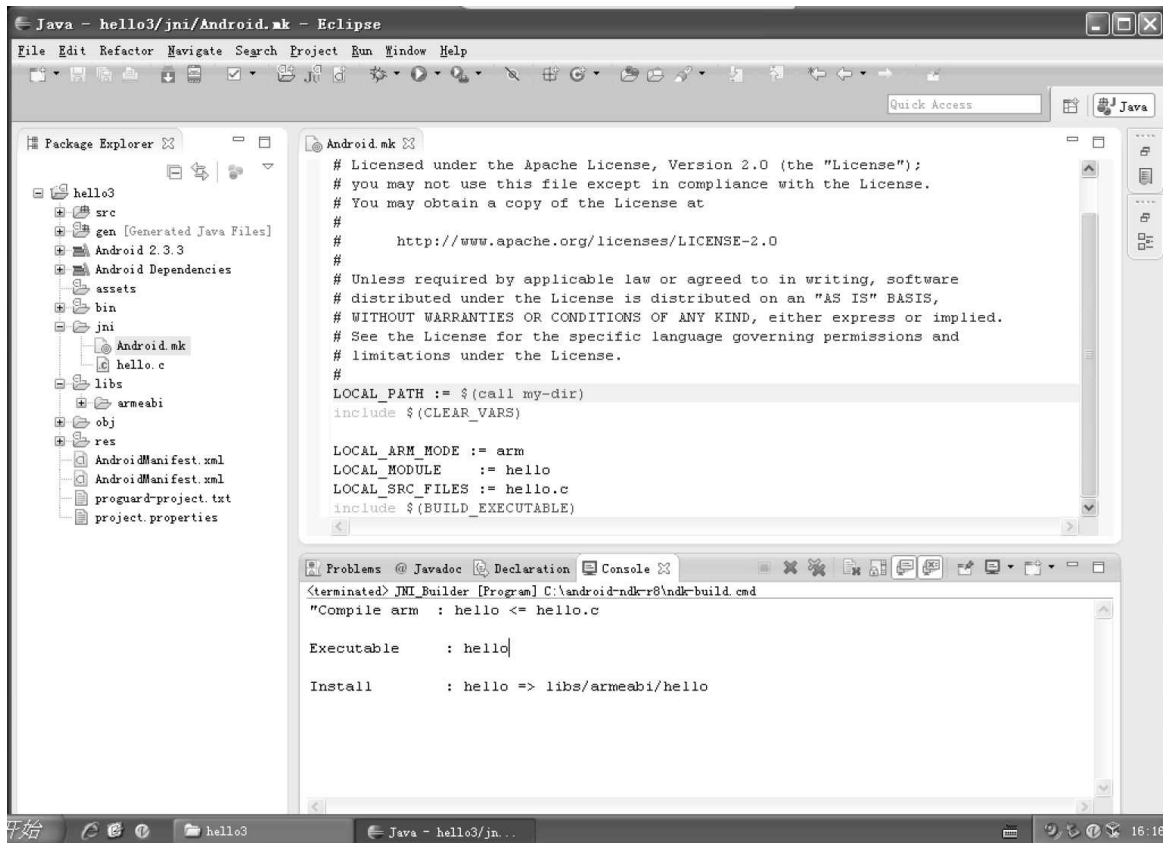 Java - hello3/jni/Android.mk - Eclipse
File Edit Refactor Navigate Search Project Run Window Help
Quick Access
Java
Package Explorer
hello3
src
gen [Generated Java Files]
Android 2.3.3
Android Dependencies
assets
bin
jni
Android.mk
hello.c
libs
armeabi
obj
res
AndroidManifest.xml
AndroidManifest.xml
proguard-project.txt
project.properties
Android.mk
# Licensed under the Apache License, Version 2.0 (the "License");
# you may not use this file except in compliance with the License.
# You may obtain a copy of the License at
#
#      http://www.apache.org/licenses/LICENSE-2.0
#
# Unless required by applicable law or agreed to in writing, software
# distributed under the License is distributed on an "AS IS" BASIS,
# WITHOUT WARRANTIES OR CONDITIONS OF ANY KIND, either express or implied.
# See the License for the specific language governing permissions and
# limitations under the License.
#
LOCAL_PATH := $(call my-dir)
include $(CLEAR_VARS)
LOCAL_ARM_MODE := arm
LOCAL_MODULE    := hello
LOCAL_SRC_FILES := hello.c
include $(BUILD_EXECUTABLE)
Problems @ Javadoc Declaration Console
<terminated> JNI_Builder [Program] C:\android-ndk-r8\ndk-build.cmd
"Compile arm  : hello <= hello.c
Executable     : hello
Install        : hello => libs/armeabi/hello
开始 hello3 Java - hello3/jn... 16:16